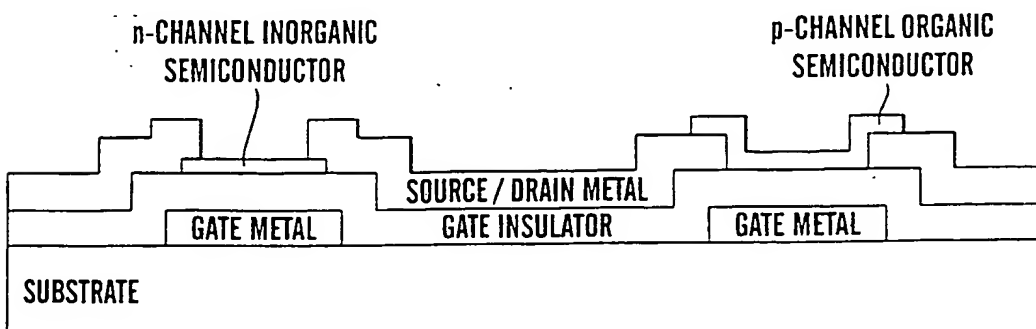 n-CHANNEL INORGANIC
SEMICONDUCTOR
p-CHANNEL ORGANIC
SEMICONDUCTOR
SOURCE / DRAIN METAL
GATE METAL
GATE INSULATOR
GATE METAL
SUBSTRATE